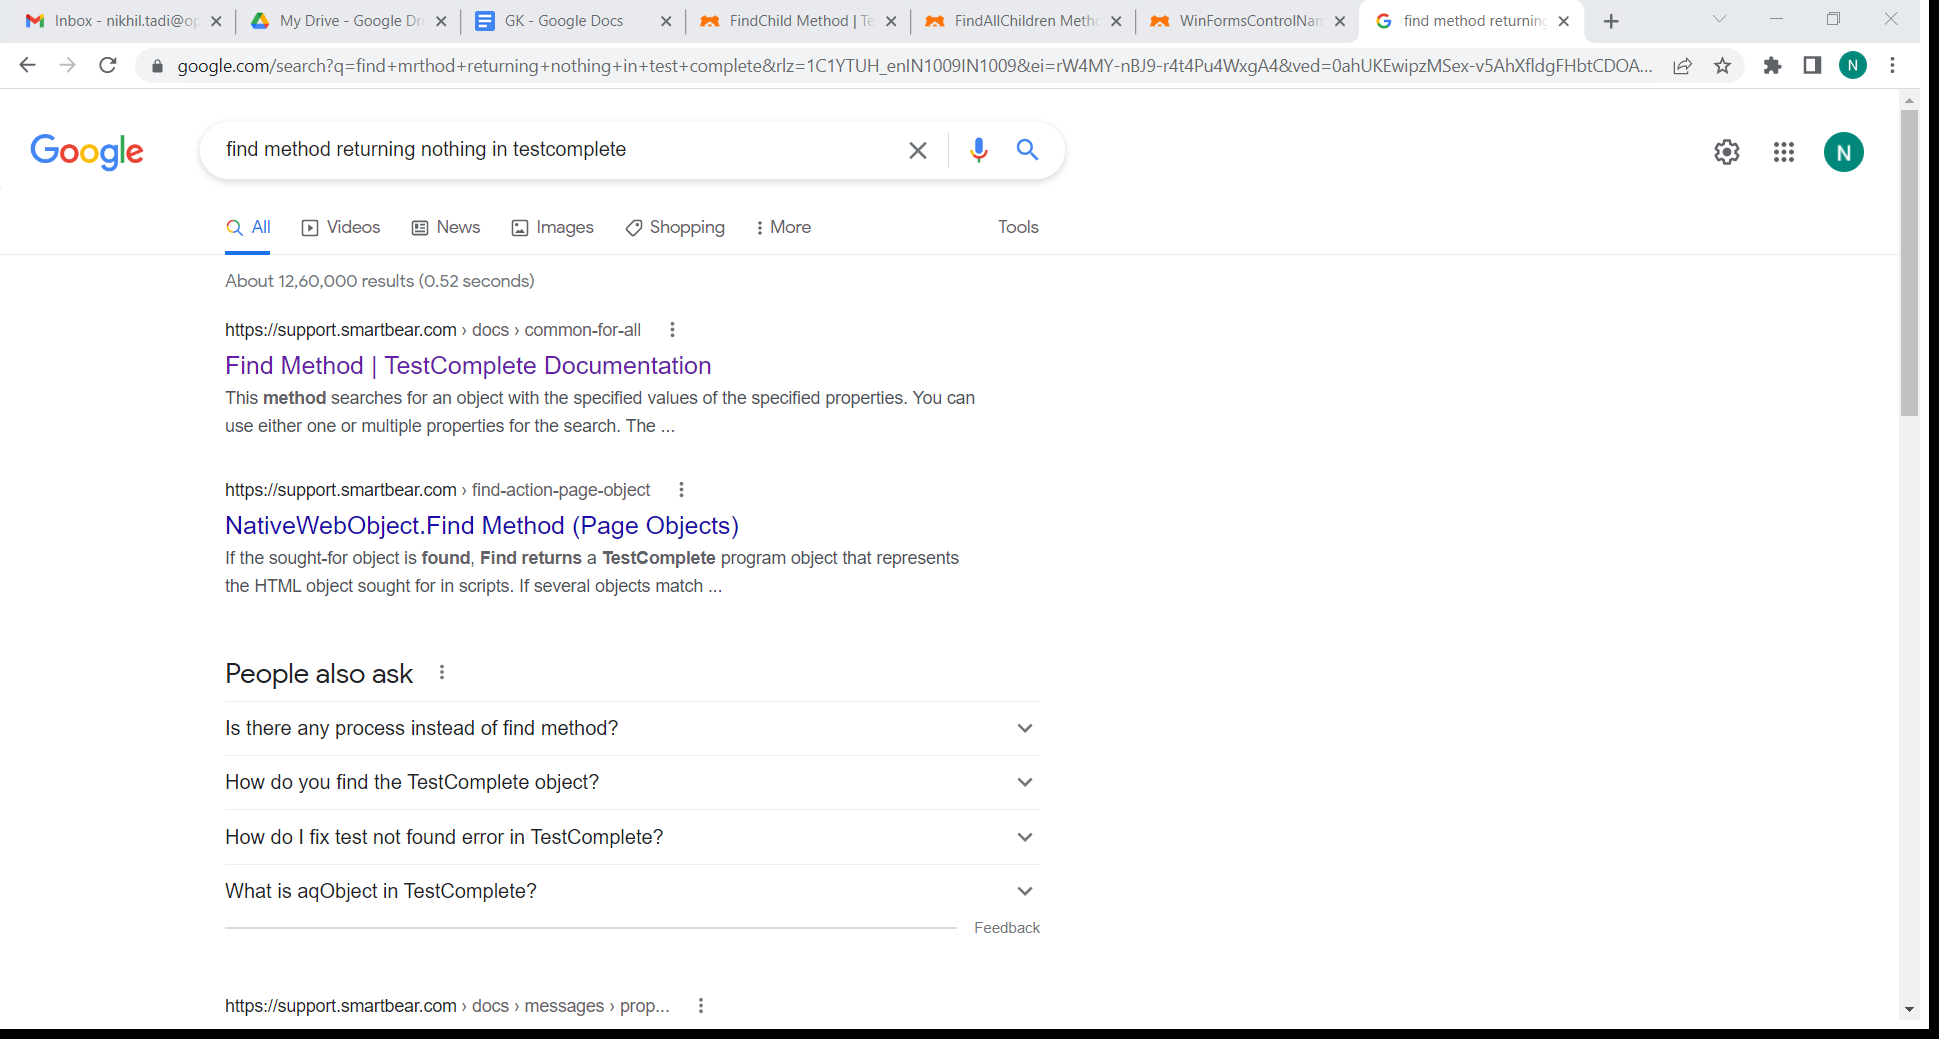 Inbox - nikhil.tadi@op
My Drive - Google Dri
GK - Google Docs
FindChild Method | Te
FindAllChildren Metho
WinFormsControlNam
find method returning
google.com/search?q=find+mrthod+returning+nothing+in+test+complete&rlz=1C1YTUH_enIN1009IN1009&ei=rW4MY-nBJ9-r4t4Pu4WxgA4&ved=0ahUKEwipzMSex-v5AhXfldgFHbtCDOA...
N
Google
find method returning nothing in testcomplete
N
All
Videos
News
Images
Shopping
More
Tools
About 12,60,000 results (0.52 seconds)
https://support.smartbear.com › docs › common-for-all
Find Method | TestComplete Documentation
This method searches for an object with the specified values of the specified properties. You can
use either one or multiple properties for the search. The ...
https://support.smartbear.com › find-action-page-object
NativeWebObject.Find Method (Page Objects)
If the sought-for object is found, Find returns a TestComplete program object that represents
the HTML object sought for in scripts. If several objects match ...
People also ask
Is there any process instead of find method?
How do you find the TestComplete object?
How do I fix test not found error in TestComplete?
What is aqObject in TestComplete?
Feedback
https://support.smartbear.com › docs › messages › prop...